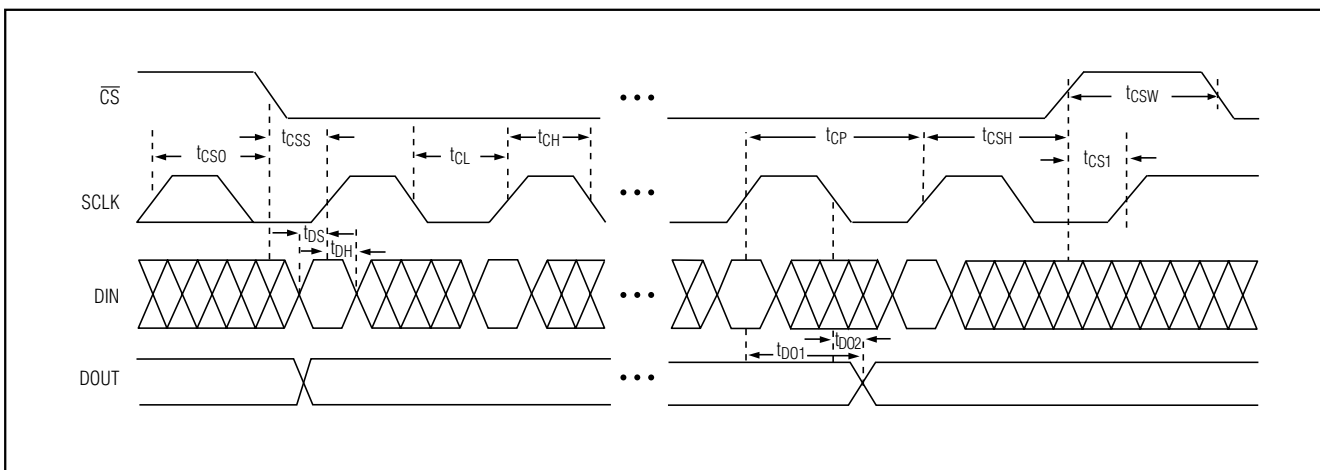 CS
• • •
tCSW
tCSS
tCP
tCSH
tCH
tCS0
tCL
tCS1
SCLK
• • •
tDS
tDH
DIN
• • •
tDO1
tDO2
DOUT
• • •